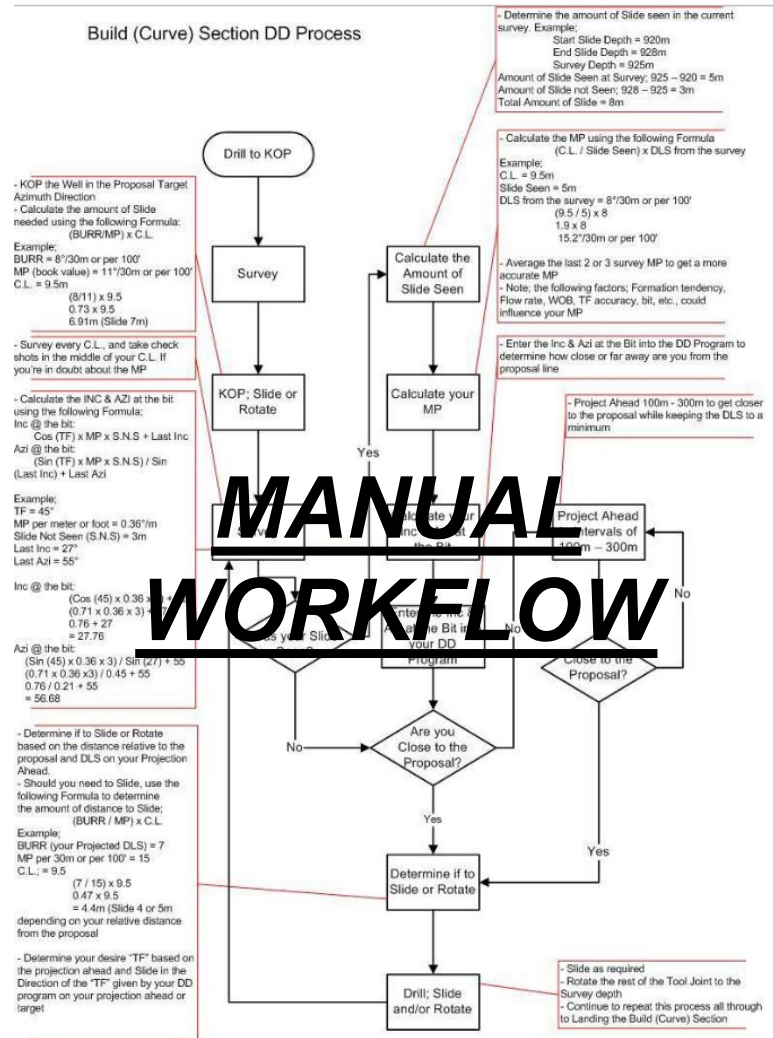 Build (Curve) Section DD Process
- Determine the amount of Slide seen in the current
survey. Example;
Start Slide Depth = 920m
End Slide Depth = 928m
Survey Depth = 925m
Amount of Slide Seen at Survey; 925 – 920 = 5m
Amount of Slide not Seen; 928 – 925 = 3m
Total Amount of Slide = 8m
Drill to KOP
- Calculate the MP using the following Formula
(C.L. / Slide Seen) x DLS from the survey
Example;
C.L. = 9.5m
Slide Seen = 5m
DLS from the survey = 8°/30m or per 100'
(9.5 / 5) x 8
1.9 x 8
15.2°/30m or per 100'
- Average the last 2 or 3 survey MP to get a more
accurate MP
- Note; the following factors; Formation tendency,
Flow rate, WOB, TF accuracy, bit, etc., could
influence your MP
- KOP the Well in the Proposal Target
Azimuth Direction
- Calculate the amount of Slide
needed using the following Formula:
(BURR/MP) x C.L.
Example:
BURR = 8°/30m or per 100'
MP (book value) = 11°/30m or per 100'
C.L. = 9.5m
(8/11) x 9.5
0.73 x 9.5
6.91m (Slide 7m)
Survey
Calculate the
Amount of
Slide Seen
- Survey every C.L., and take check
shots in the middle of your C.L. If
you're in doubt about the MP
- Enter the Inc & Azi at the Bit into the DD Program to
determine how close or far away are you from the
proposal line
KOP; Slide or
Rotate
Calculate your
MP
- Project Ahead 100m - 300m to get closer
to the proposal while keeping the DLS to a
minimum
- Calculate the INC & AZI at the bit
using the following Formula;
Inc @ the bit:
Cos (TF) x MP x S.N.S + Last Inc
Azi @ the bit:
(Sin (TF) x MP x S.N.S) / Sin
(Last Inc) + Last Azi
Example;
TF = 45°
MP per meter or foot = 0.36°/m
Slide Not Seen (S.N.S) = 3m
Last Inc = 27°
Last Azi = 55°
Inc @ the bit:
(Cos (45) x 0.36 x
(0.71 x 0.36 x 3) +
0.76 + 27
= 27.76
Azi @ the bit:
(Sin (45) x 0.36 x 3) / Sin (27) + 55
(0.71 x 0.36 x3) / 0.45 + 55
0.76 / 0.21 + 55
= 56.68
Yes
MANUAL
WORKFLOW
Project Ahead
No
No
your DD
Program
Close to the
Proposal?
No
Are you
Close to the
Proposal?
Yes
Yes
- Determine if to Slide or Rotate
based on the distance relative to the
proposal and DLS on your Projection
Ahead.
- Should you need to Slide, use the
following Formula to determine
the amount of distance to Slide;
(BURR / MP) x C.L.
Example:
BURR (your Projected DLS) = 7
MP per 30m or per 100' = 15
C.L.; = 9.5
(7 / 15) x 9.5
0.47 x 9.5
= 4.4m (Slide 4 or 5m
depending on your relative distance
from the proposal
- Determine your desire "TF" based on
the projection ahead and Slide in the
Direction of the "TF" given by your DD
program on your projection ahead or
target
Determine if to
Slide or Rotate
Drill; Slide
and/or Rotate
- Slide as required
- Rotate the rest of the Tool Joint to the
Survey depth
- Continue to repeat this process all through
to Landing the Build (Curve) Section